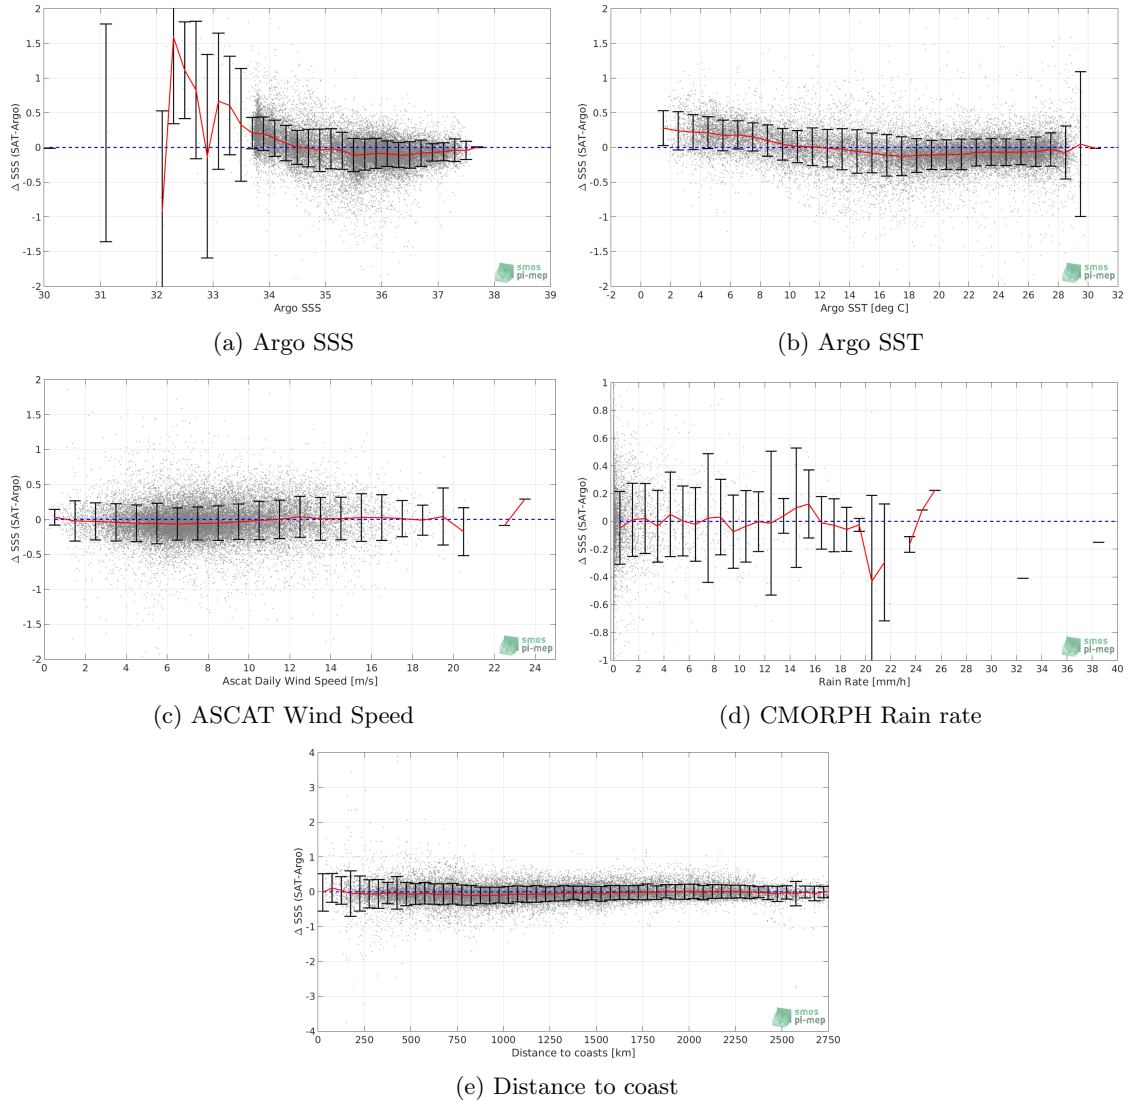 2
1.5
1
0.5
0
-0.5
-1
-1.5
-2
Δ SSS (SAT-Argo)
30 31 32 33 34 35 36 37 38 39
Argo SSS
smos
pi-mep
(a) Argo SSS
2
1.5
1
0.5
0
-0.5
-1
-1.5
-2
Δ SSS (SAT-Argo)
-2 0 2 4 6 8 10 12 14 16 18 20 22 24 26 28 30 32
Argo SST [deg C]
smos
pi-mep
(b) Argo SST
2
1.5
1
0.5
0
-0.5
-1
-1.5
-2
Δ SSS (SAT-Argo)
0 2 4 6 8 10 12 14 16 18 20 22 24
Ascat Daily Wind Speed [m/s]
smos
pi-mep
(c) ASCAT Wind Speed
1
0.8
0.6
0.4
0.2
0
-0.2
-0.4
-0.6
-0.8
-1
Δ SSS (SAT-Argo)
0 2 4 6 8 10 12 14 16 18 20 22 24 26 28 30 32 34 36 38 40
Rain Rate [mm/h]
smos
pi-mep
(d) CMORPH Rain rate
4
3
2
1
0
-1
-2
-3
-4
Δ SSS (SAT-Argo)
0 250 500 750 1000 1250 1500 1750 2000 2250 2500 2750
Distance to coasts [km]
smos
pi-mep
(e) Distance to coast